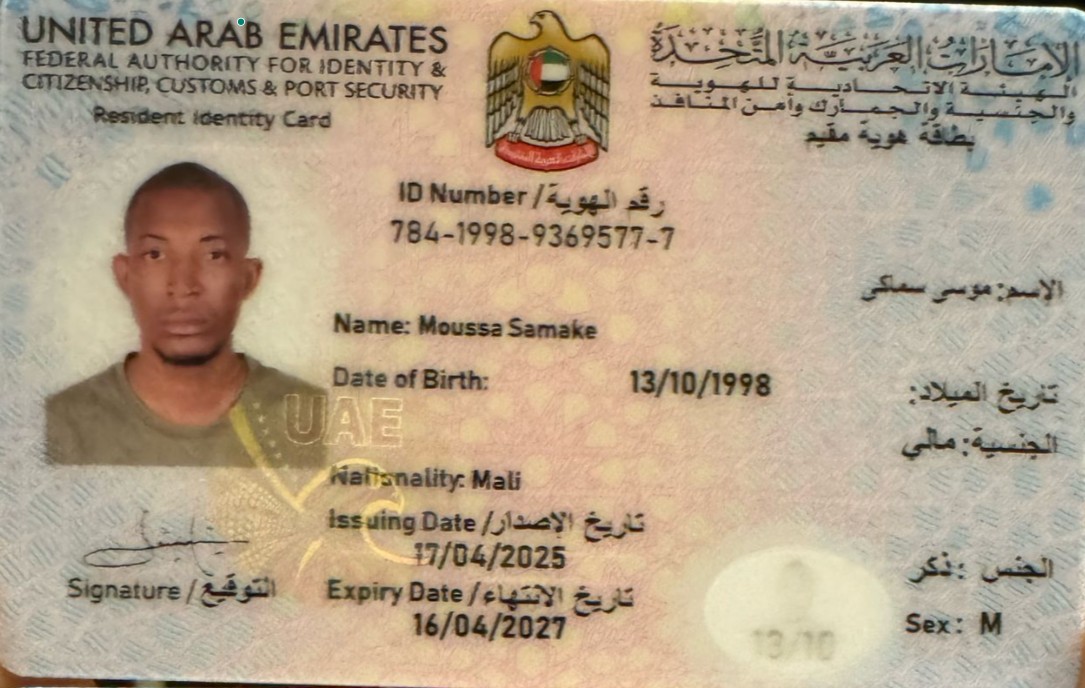 UNITED ARAB EMIRATES
FEDERAL AUTHORITY FOR IDENTITY &
CITIZENSHIP, CUSTOMS & PORT SECURITY
Resident Identity Card
الإمارات العربية المتحدة
الهيئة الاتحادية للهوية
والجنسية والجمارك وأمن المنافذ
بطاقة هوية مقيم
ID Number / رقم الهوية
784-1998-9369577-7
الإسم: موسى سماكى
Name: Moussa Samake
Date of Birth: 13/10/1998 تاريخ الميلاد:
الجنسية: مالي
UAE
Nationality: Mali
Issuing Date / تاريخ الإصدار
17/04/2025
Expiry Date / تاريخ الانتهاء
16/04/2027
Signature / التوقيع
الجنس: ذكر
Sex: M
13/10